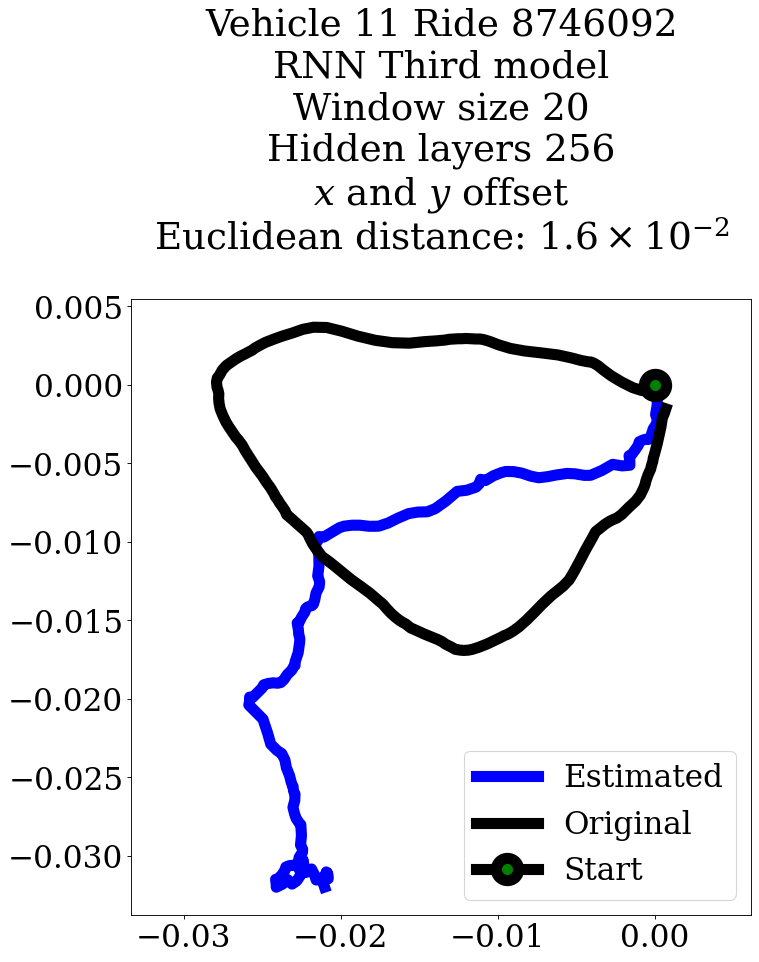 Vehicle 11 Ride 8746092
RNN Third model
Window size 20
Hidden layers 256
x and y offset
Euclidean distance: 1.6 × 10⁻²
0.005
0.000
−0.005
−0.010
−0.015
−0.020
−0.025
−0.030
Estimated
Original
Start
−0.03
−0.02
−0.01
0.00